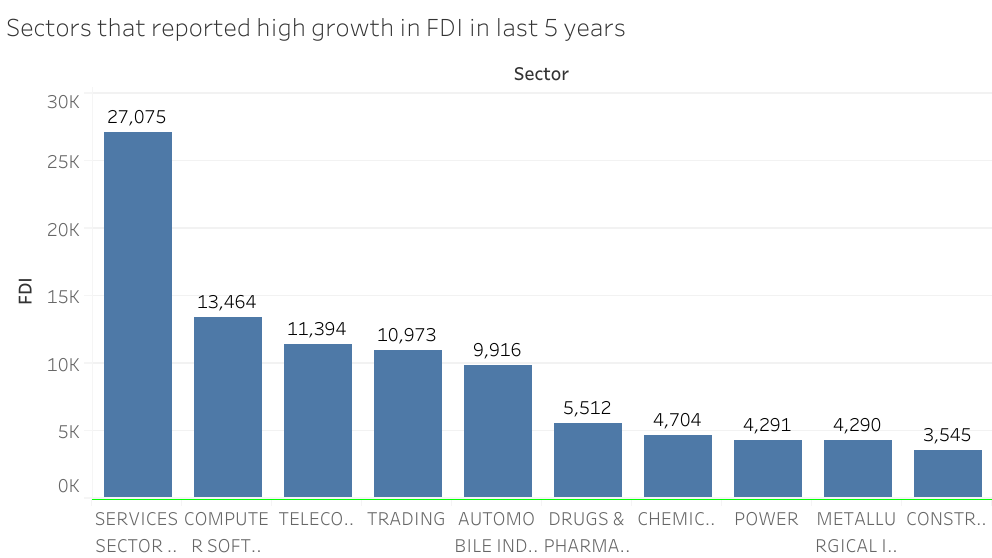 Sectors that reported high growth in FDI in last 5 years
Sector
30K
25K
20K
15K
10K
5K
0K
FDI
27,075
13,464
11,394
10,973
9,916
5,512
4,704
4,291
4,290
3,545
SERVICES
SECTOR ..
COMPUTE
R SOFT..
TELECO..
TRADING
AUTOMO
BILE IND..
DRUGS &
PHARMA..
CHEMIC..
POWER
METALLU
RGICAL I..
CONSTR..